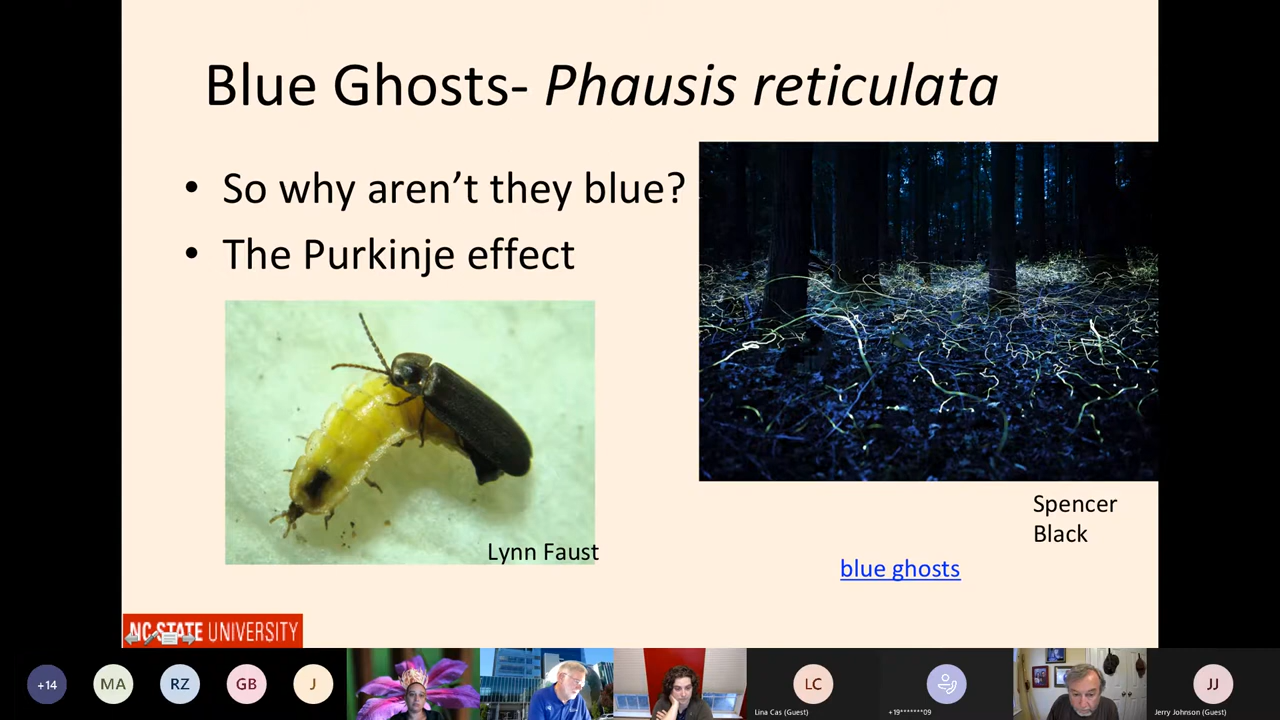 Blue Ghosts- Phausis reticulata
• So why aren’t they blue?
• The Purkinje effect
Lynn Faust
Spencer
Black
blue ghosts
NC STATE UNIVERSITY
+14
MA
RZ
GB
J
LC
Lina Cas (Guest)
+19*******09
JJ
Jerry Johnson (Guest)